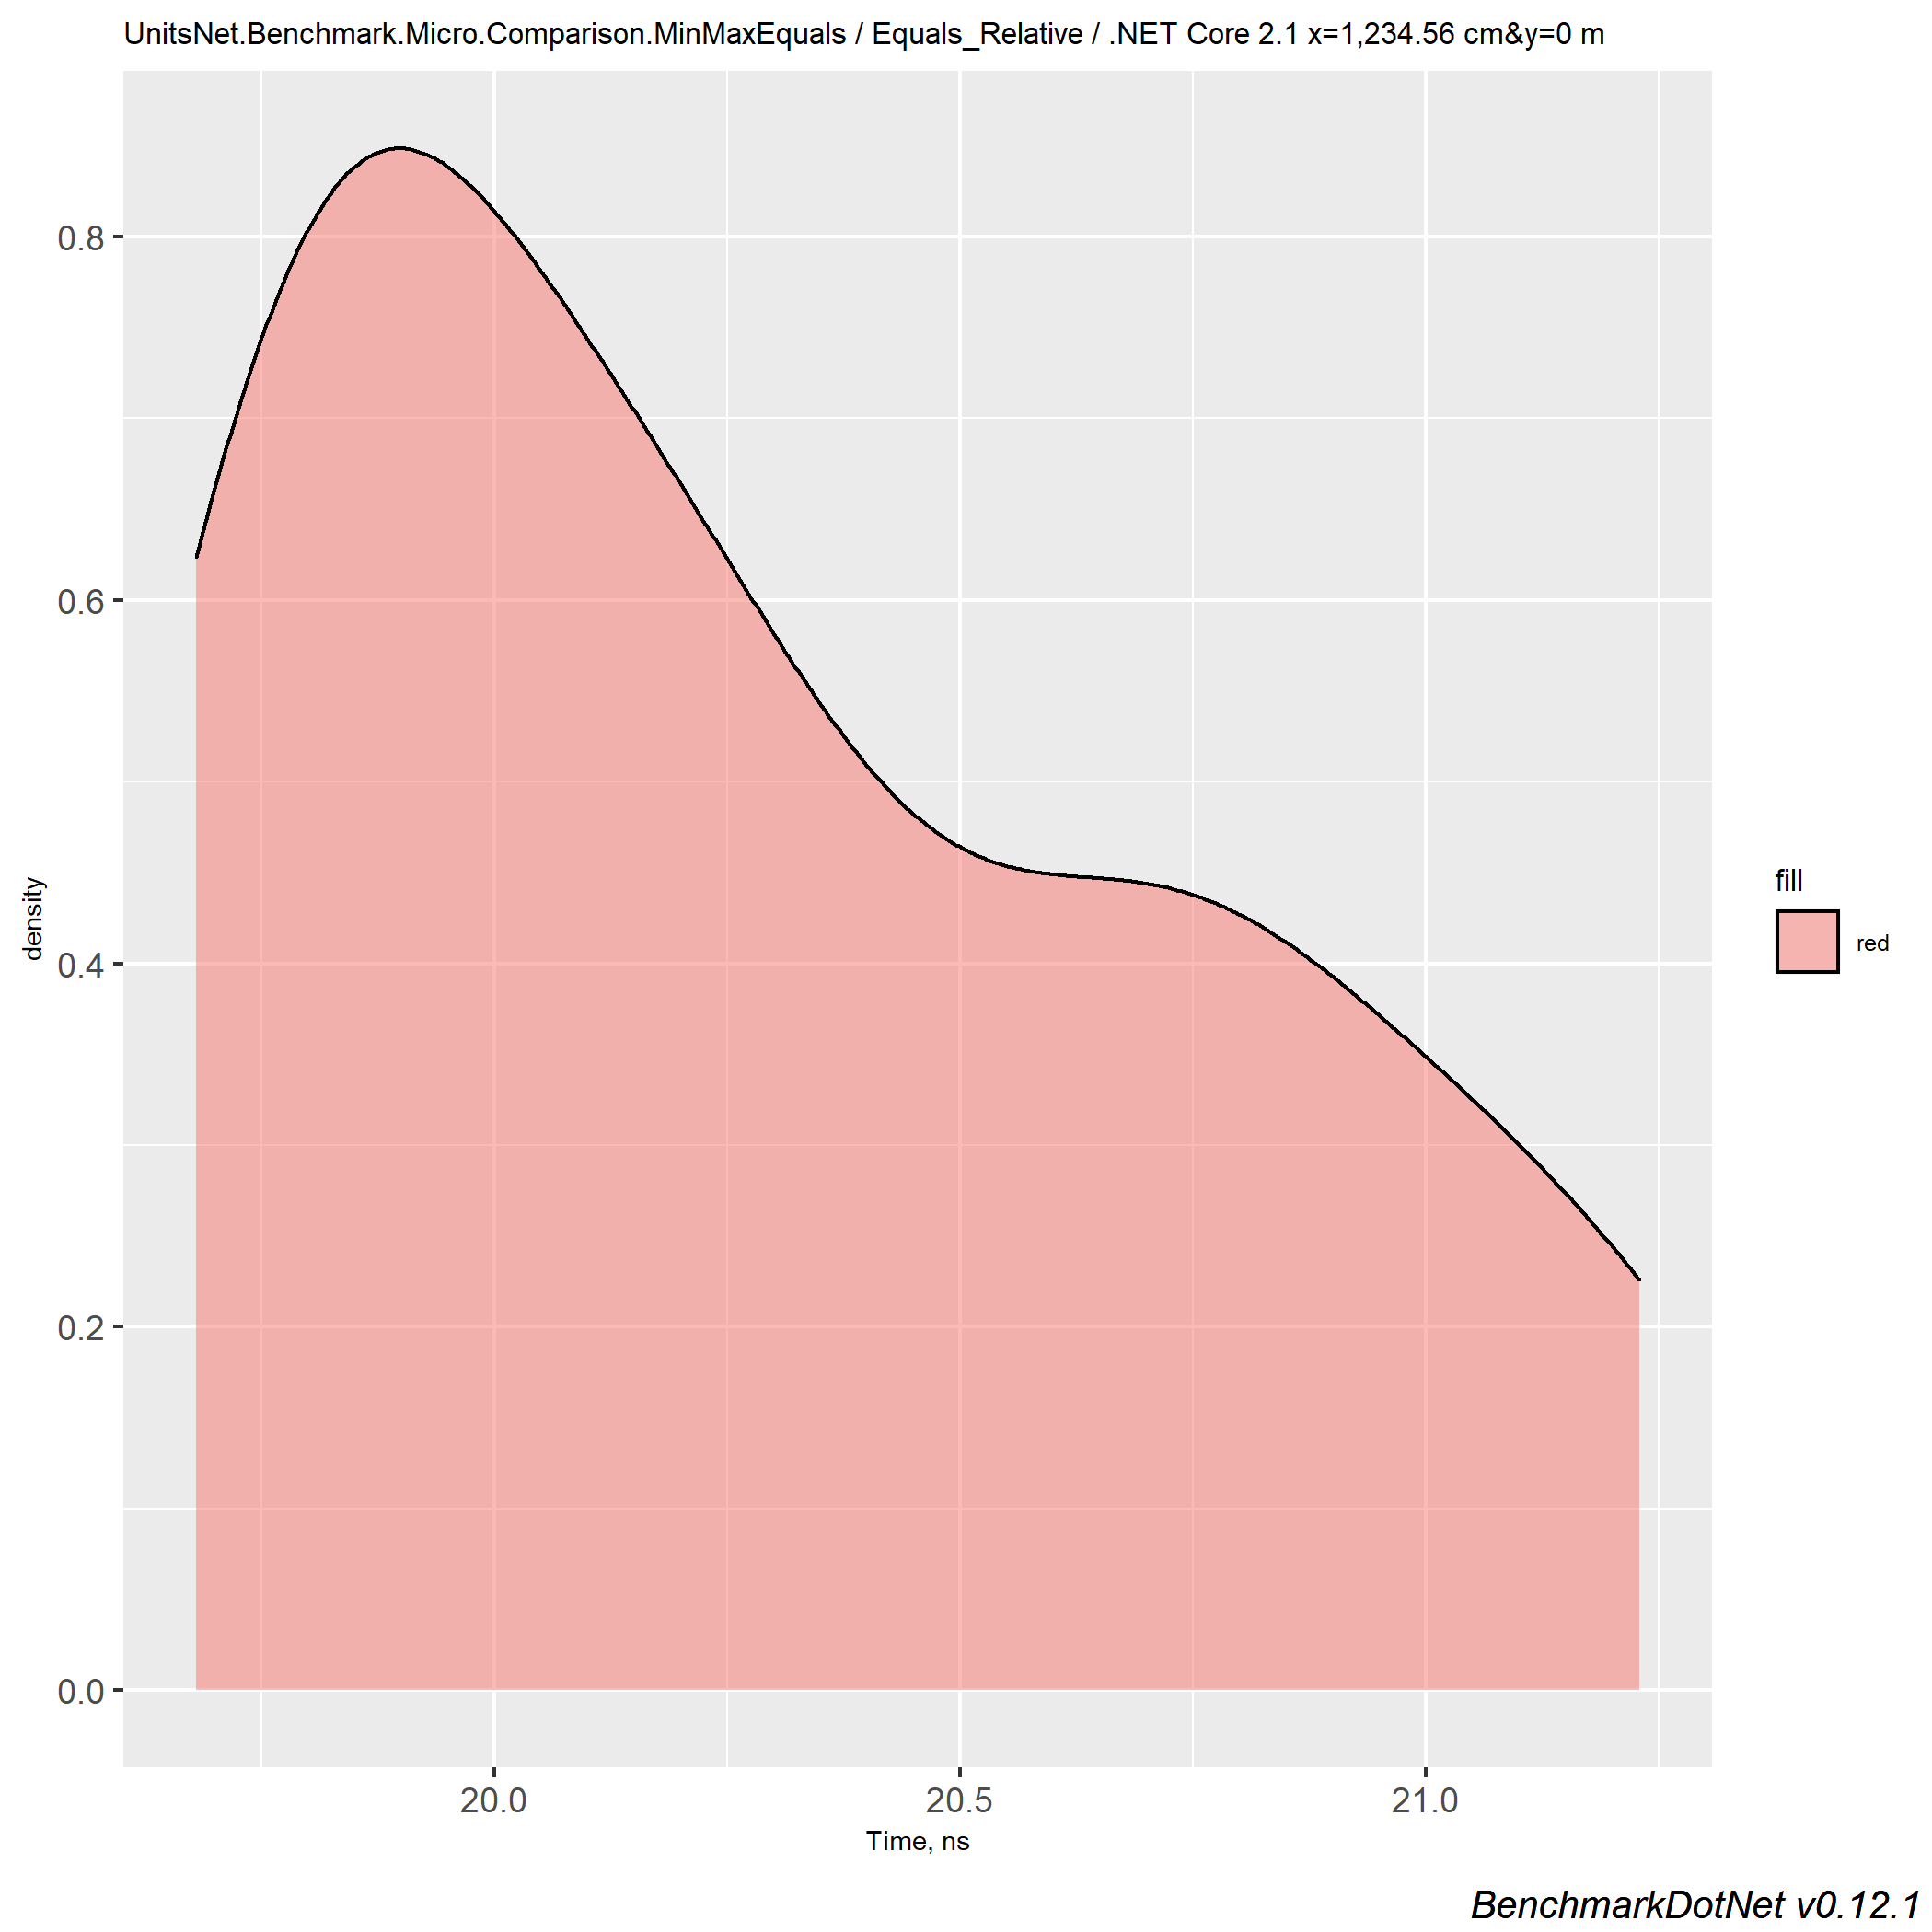 UnitsNet.Benchmark.Micro.Comparison.MinMaxEquals / Equals_Relative / .NET Core 2.1 x=1,234.56 cm&y=0 m
0.8
0.6
0.4
0.2
0.0
density
20.0 20.5 21.0
Time, ns
fill
red
BenchmarkDotNet v0.12.1